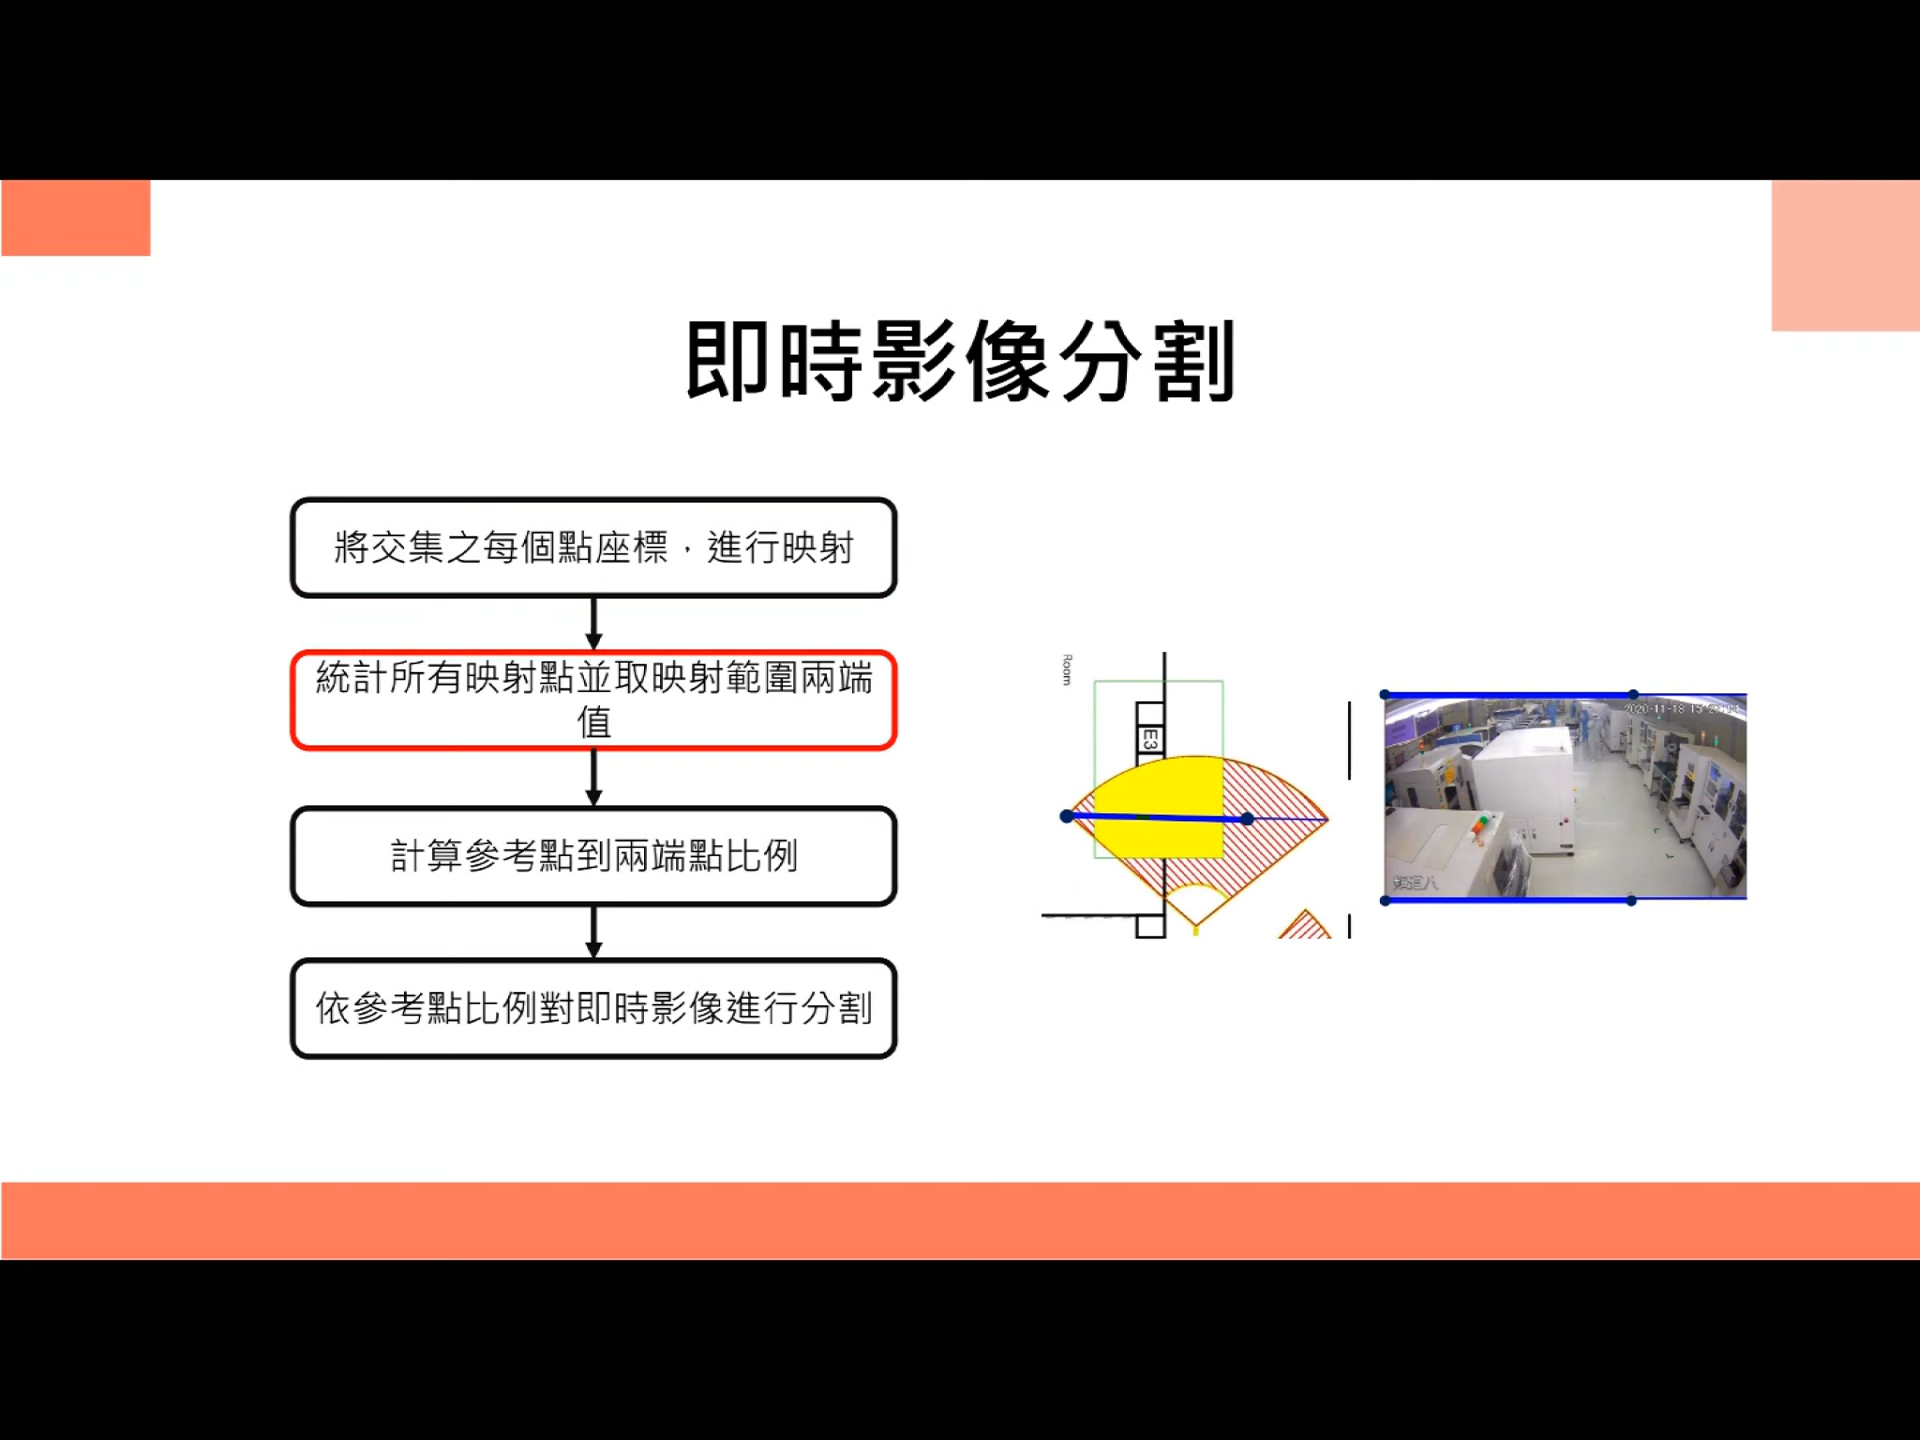 即時影像分割
將交集之每個點座標，進行映射
統計所有映射點並取映射範圍兩端
值
計算參考點到兩端點比例
依參考點比例對即時影像進行分割
Room
E3
頻道八